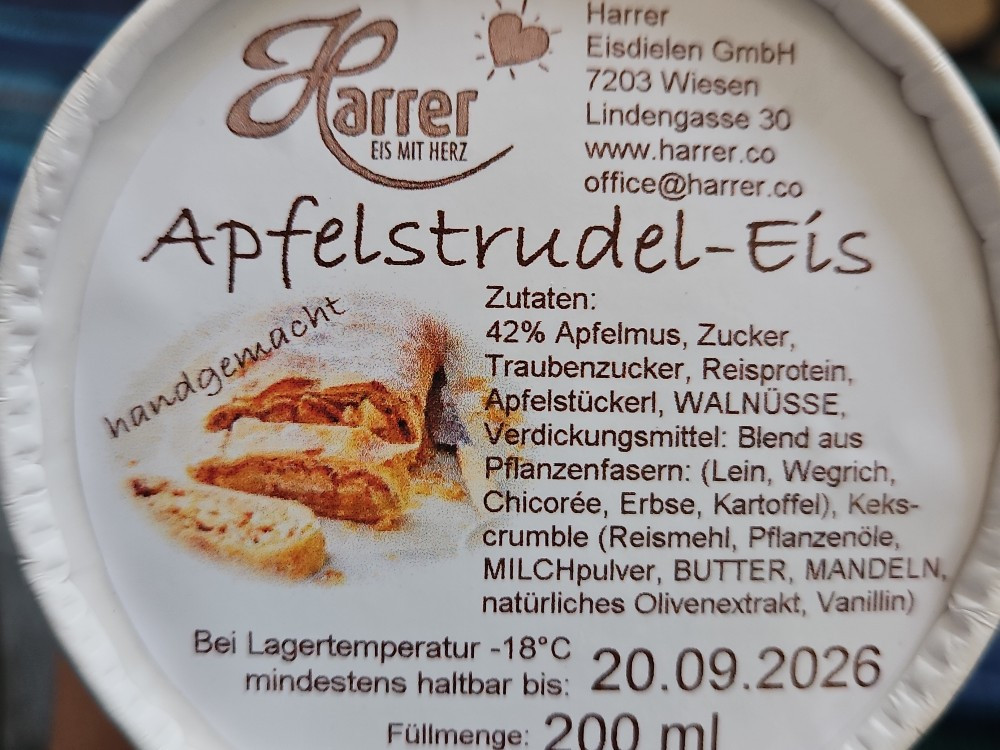 Harrer
EIS MIT HERZ
Harrer
Eisdielen GmbH
7203 Wiesen
Lindengasse 30
www.harrer.co
office@harrer.co
Apfelstrudel-Eis
handgemacht
Zutaten:
42% Apfelmus, Zucker,
Traubenzucker, Reisprotein,
Apfelstückerl, WALNÜSSE,
Verdickungsmittel: Blend aus
Pflanzenfasern: (Lein, Wegrich,
Chicorée, Erbse, Kartoffel), Keks-
crumble (Reismehl, Pflanzenöle,
MILCHpulver, BUTTER, MANDELN,
natürliches Olivenextrakt, Vanillin)
Bei Lagertemperatur -18°C
mindestens haltbar bis: 20.09.2026
Füllmenge: 200 ml